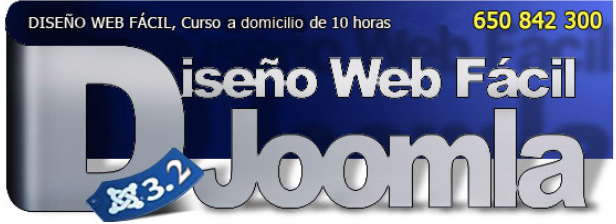 DISEÑO WEB FÁCIL, Curso a domicilio de 10 horas
650 842 300
Diseño Web Fácil
Joomla
3.2